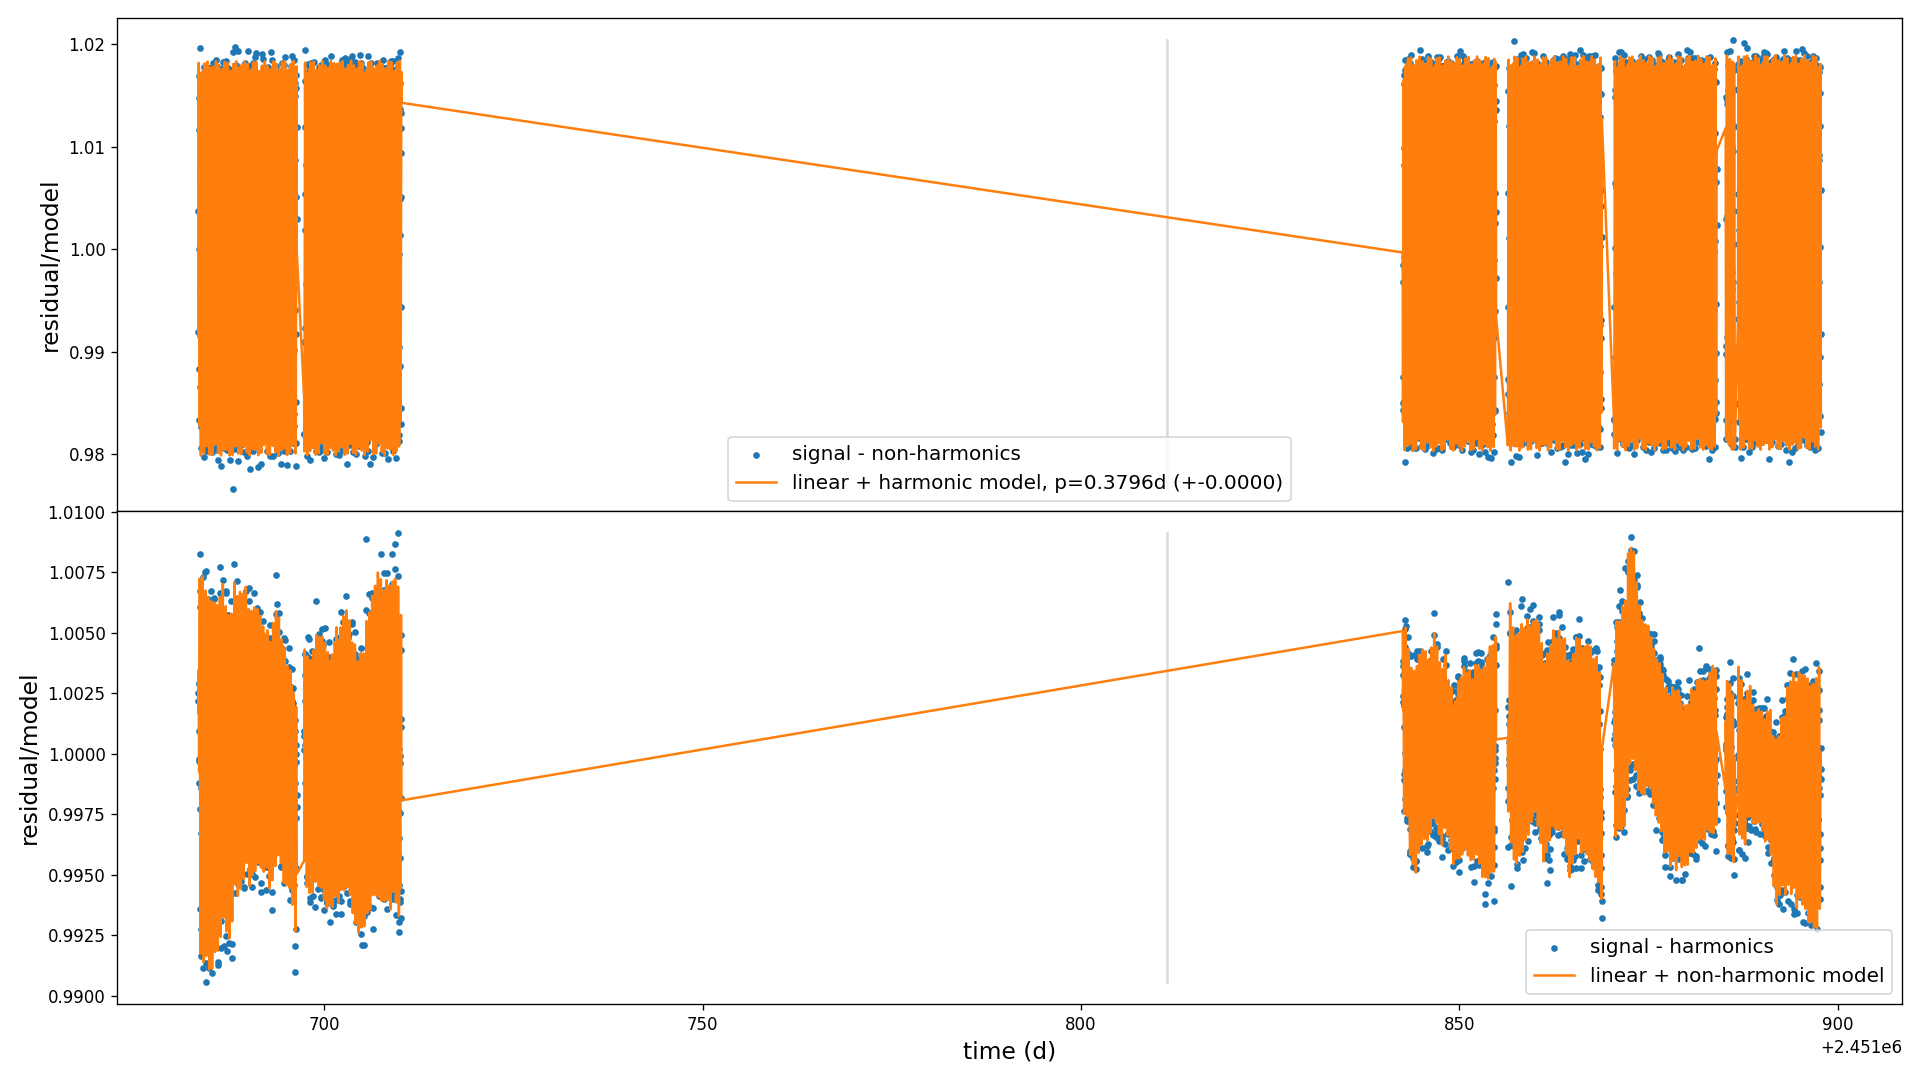 1.02
1.01
1.00
0.99
0.98
residual/model
signal - non-harmonics
linear + harmonic model, p=0.3796d (+-0.0000)
1.0100
1.0075
1.0050
1.0025
1.0000
0.9975
0.9950
0.9925
0.9900
residual/model
signal - harmonics
linear + non-harmonic model
700
750
800
850
900
time (d)
+2.451e6